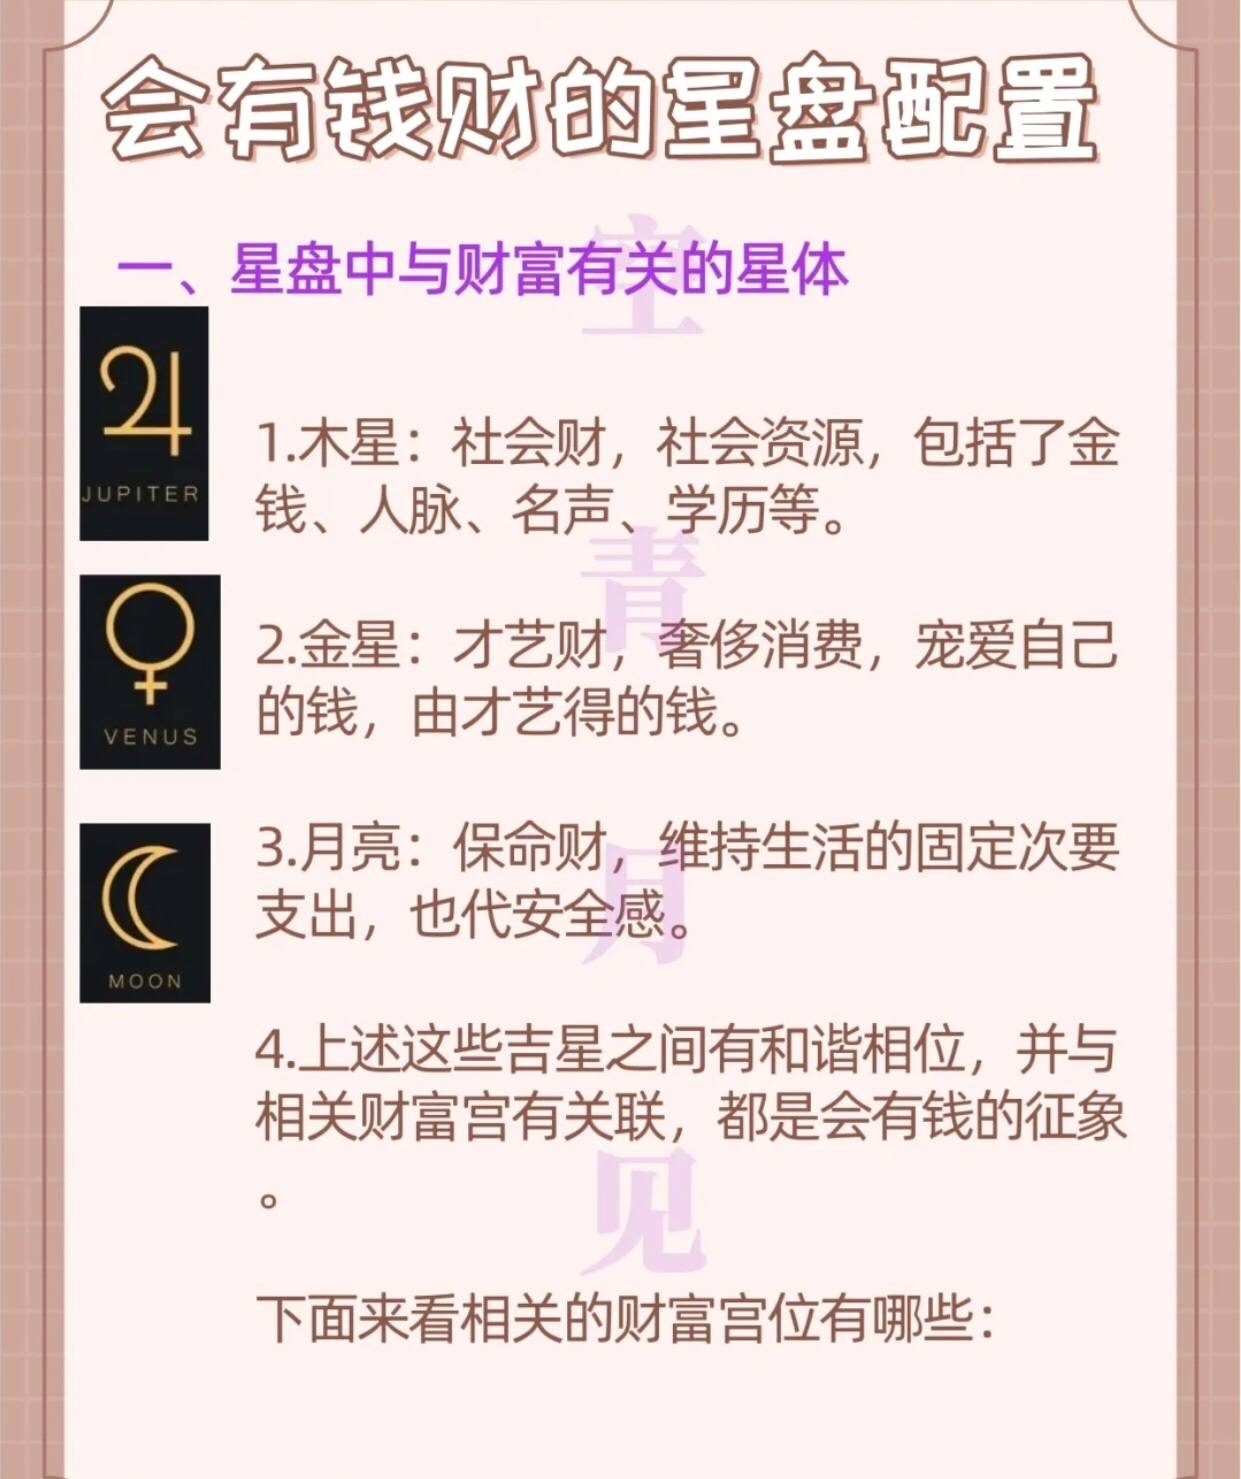 会有钱财的星盘配置
一、星盘中与财富有关的星体
JUPITER
1.木星：社会财，社会资源，包括了金
钱、人脉、名声、学历等。
VENUS
2.金星：才艺财，奢侈消费，宠爱自己
的钱，由才艺得的钱。
MOON
3.月亮：保命财，维持生活的固定次要
支出，也代安全感。
4.上述这些吉星之间有和谐相位，并与
相关财富宫有关联，都是会有钱的征象
。
下面来看相关的财富宫位有哪些：
空
青
月
见